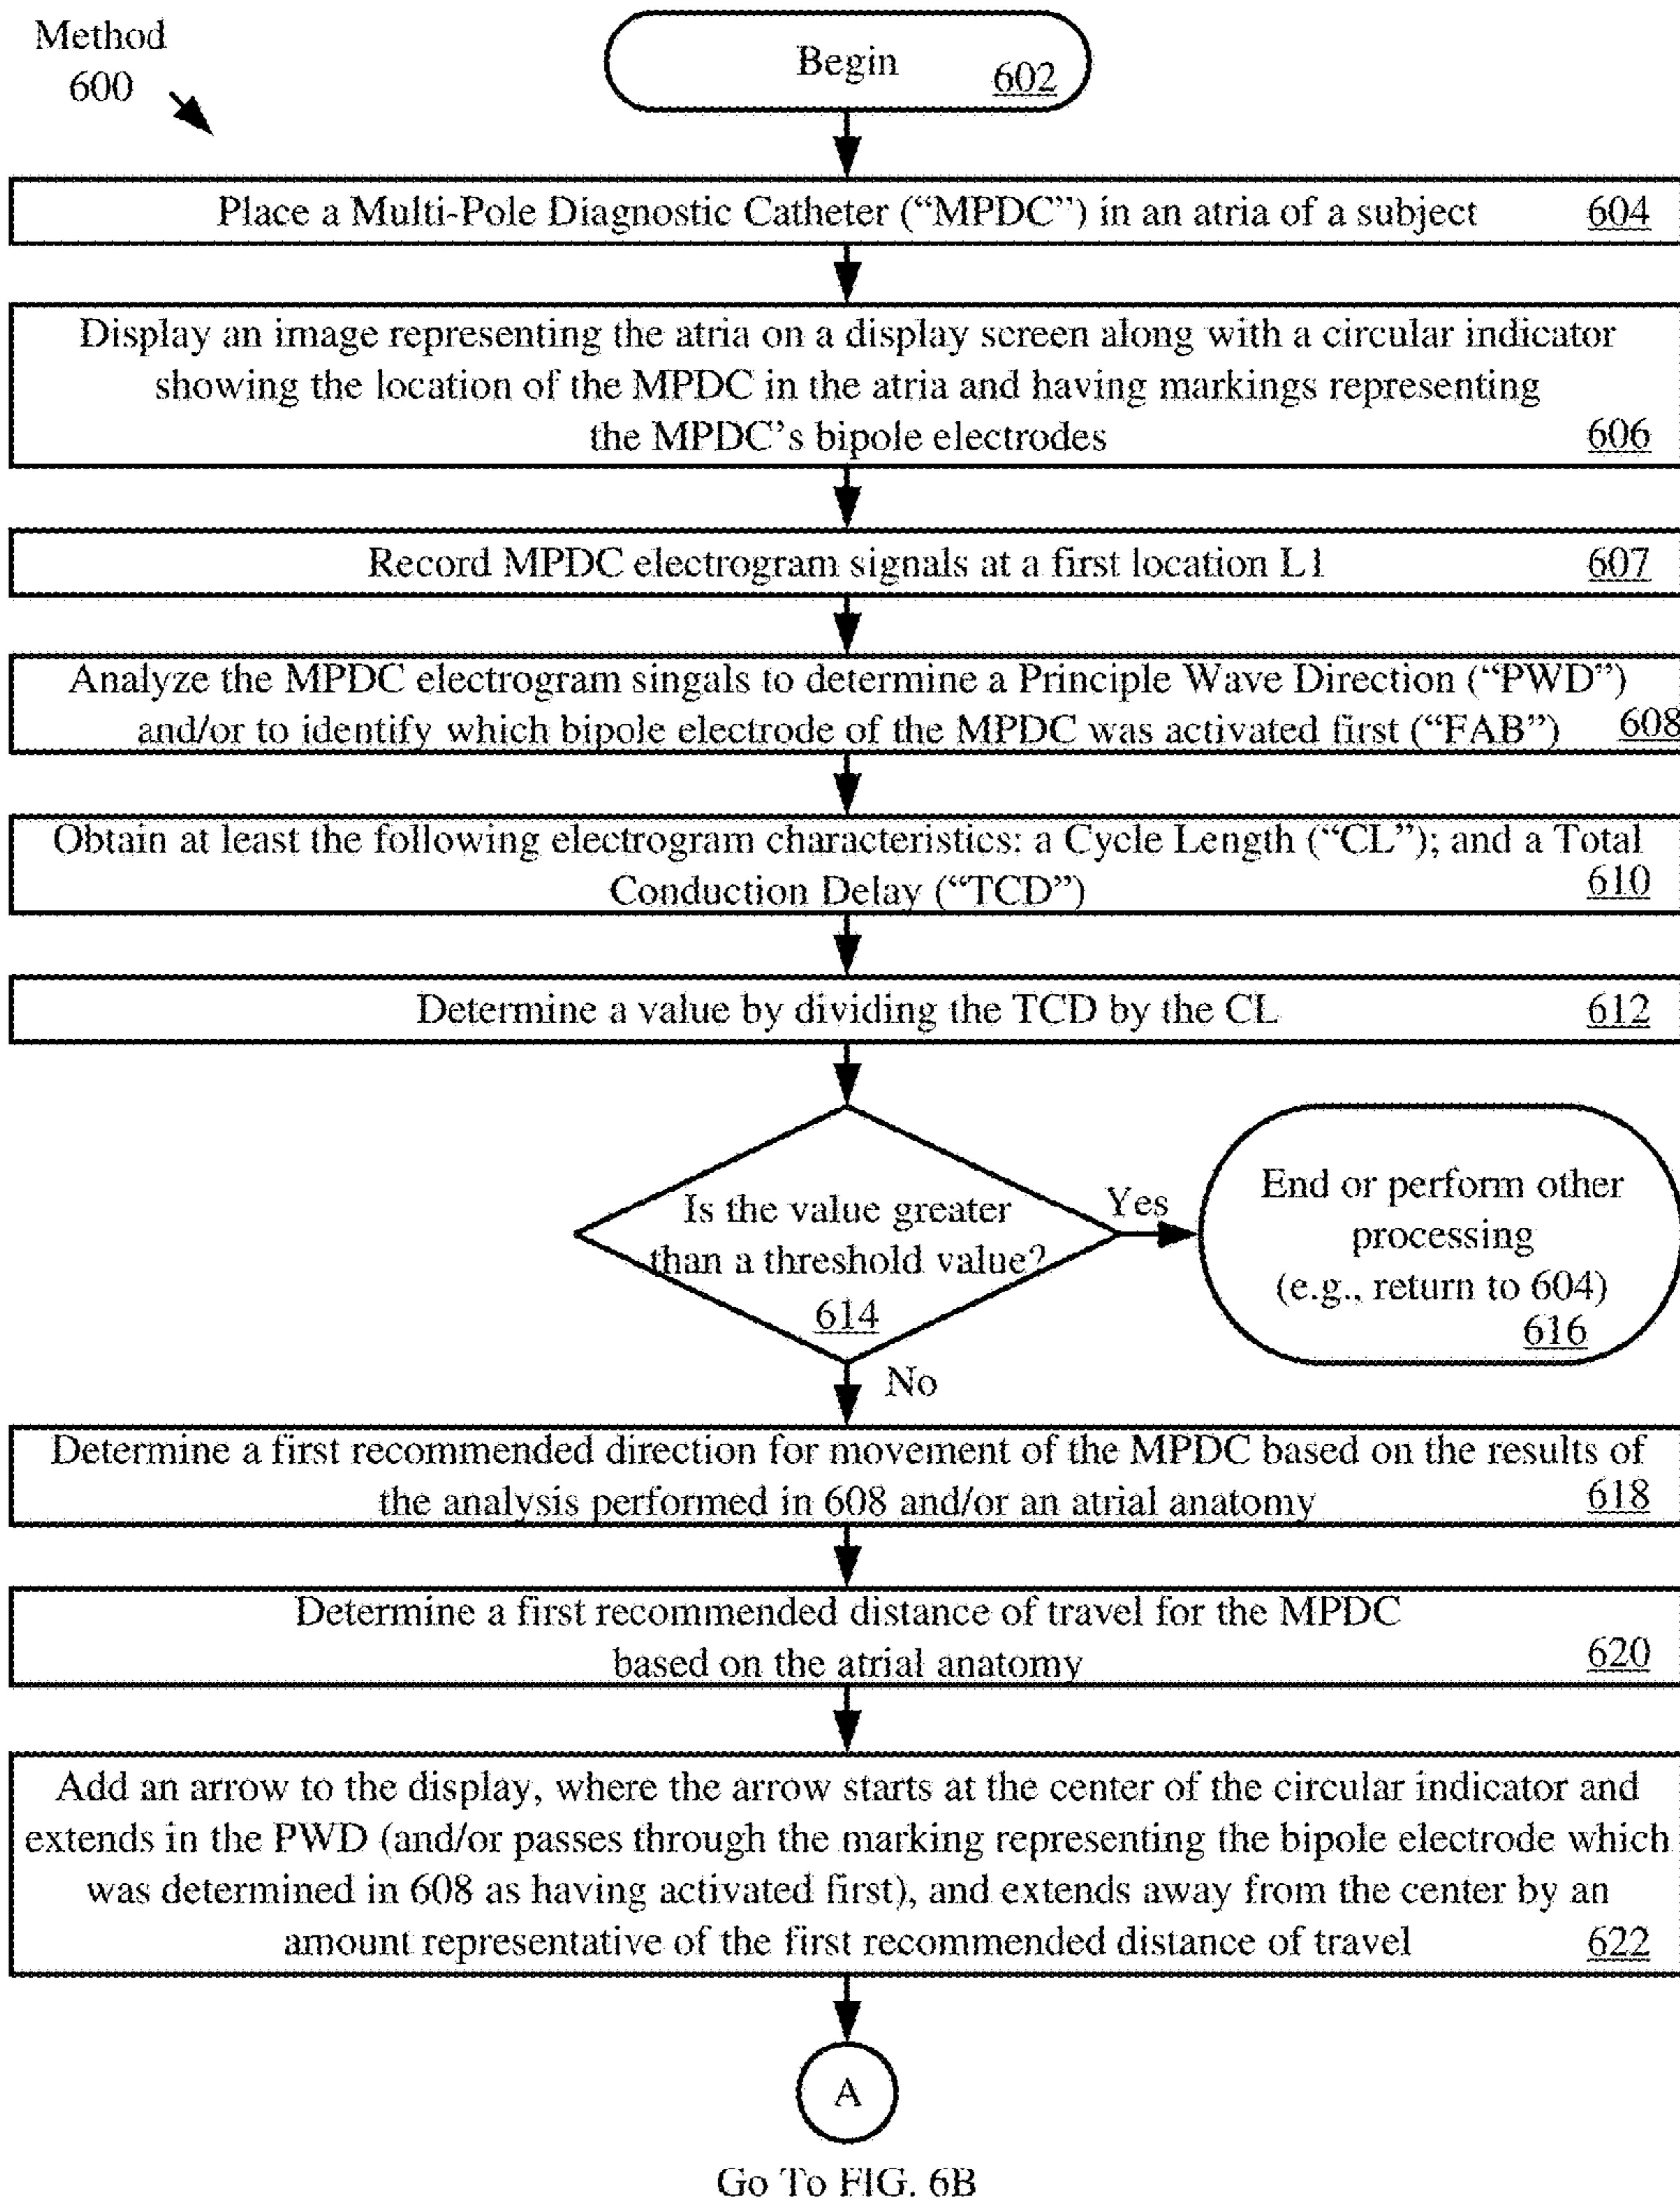 Method
600
Begin 602
Place a Multi-Pole Diagnostic Catheter (“MPDC”) in an atria of a subject 604
Display an image representing the atria on a display screen along with a circular indicator
showing the location of the MPDC in the atria and having markings representing
the MPDC’s bipole electrodes 606
Record MPDC electrogram signals at a first location L1 607
Analyze the MPDC electrogram singals to determine a Principle Wave Direction (“PWD”)
and/or to identify which bipole electrode of the MPDC was activated first (“FAB”) 608
Obtain at least the following electrogram characteristics: a Cycle Length (“CL”); and a Total
Conduction Delay (“TCD”) 610
Determine a value by dividing the TCD by the CL 612
Is the value greater
than a threshold value?
614
Yes
End or perform other
processing
(e.g., return to 604)
616
No
Determine a first recommended direction for movement of the MPDC based on the results of
the analysis performed in 608 and/or an atrial anatomy 618
Determine a first recommended distance of travel for the MPDC
based on the atrial anatomy 620
Add an arrow to the display, where the arrow starts at the center of the circular indicator and
extends in the PWD (and/or passes through the marking representing the bipole electrode which
was determined in 608 as having activated first), and extends away from the center by an
amount representative of the first recommended distance of travel 622
A
Go To FIG. 6B